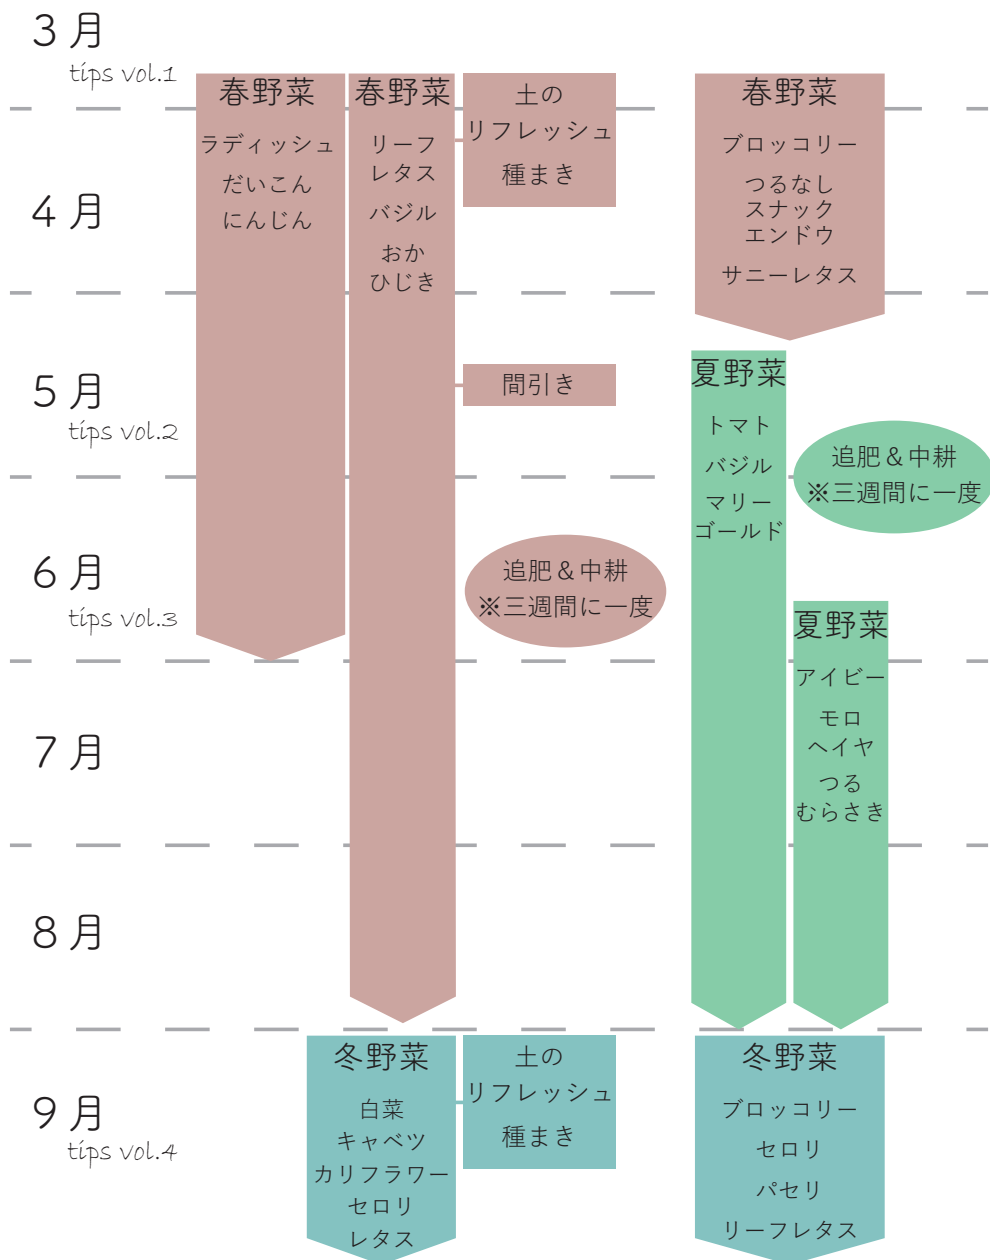 3月
tips vol.1
春野菜
ラディッシュ
だいこん
にんじん
春野菜
リーフ
レタス
バジル
おか
ひじき
土の
リフレッシュ
種まき
春野菜
ブロッコリー
つるなし
スナック
エンドウ
サニーレタス
4月
5月
tips vol.2
間引き
夏野菜
トマト
バジル
マリー
ゴールド
追肥&中耕
※三週間に一度
6月
tips vol.3
追肥&中耕
※三週間に一度
夏野菜
アイビー
モロ
ヘイヤ
つる
むらさき
7月
8月
9月
tips vol.4
冬野菜
白菜
キャベツ
カリフラワー
セロリ
レタス
土の
リフレッシュ
種まき
冬野菜
ブロッコリー
セロリ
パセリ
リーフレタス